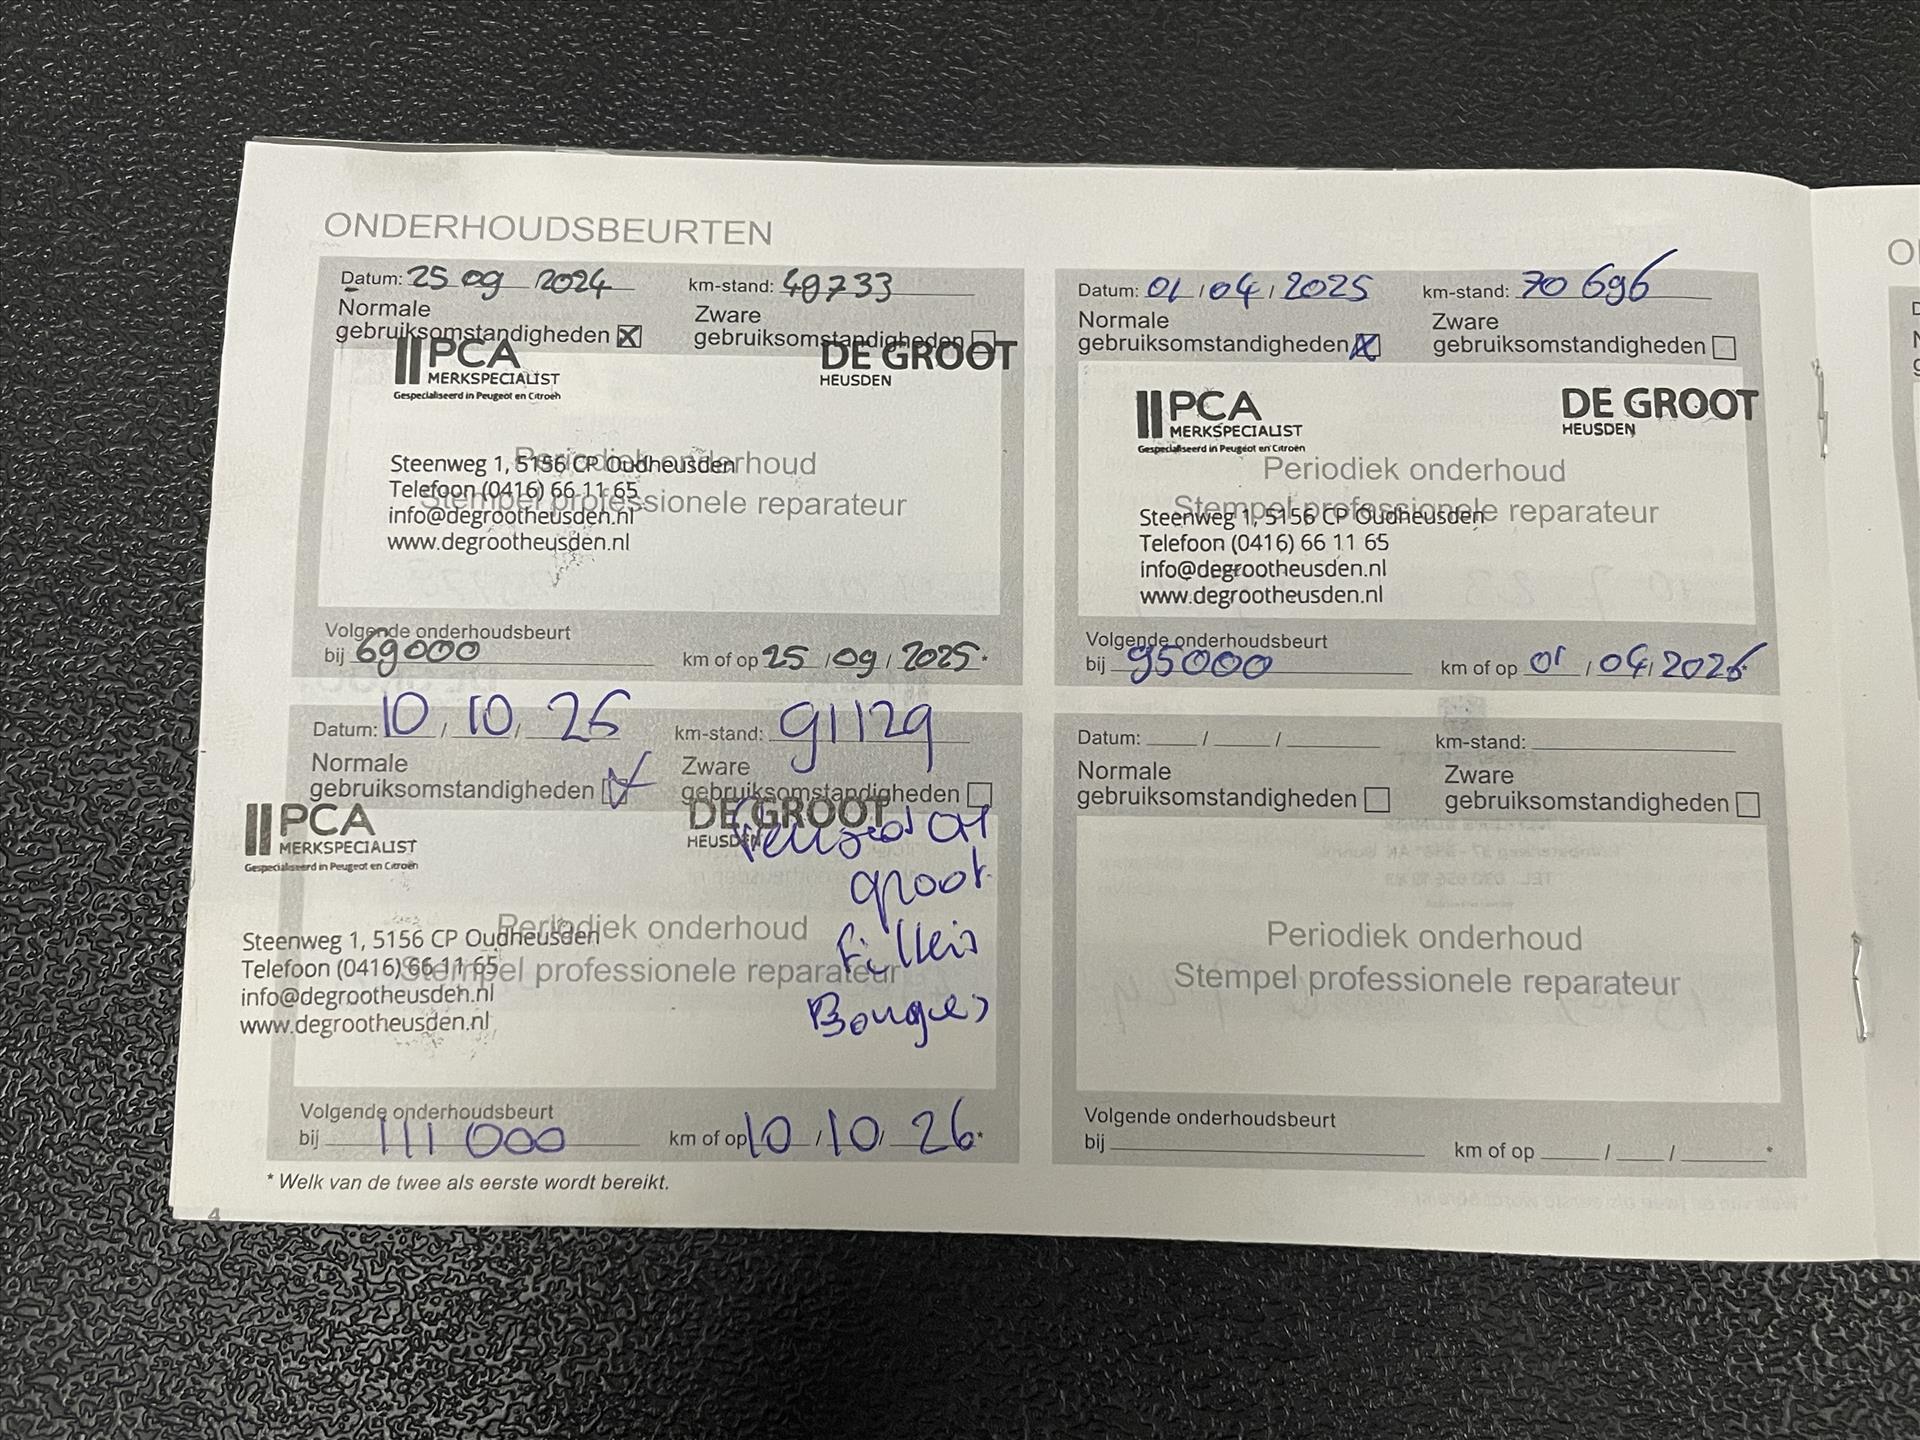 ONDERHOUDSBEURTEN
Datum: 25 09 2024 km-stand: 49733
Normale gebruiksomstandigheden
Zware gebruiksomstandigheden
PCA
MERKSPECIALIST
Gespecialiseerd in Peugeot en Citroën
DE GROOT
HEUSDEN
Periodiek onderhoud
Stempel professionele reparateur
Steenweg 1, 5156 CP Oudheusden
Telefoon (0416) 66 11 65
info@degrootheusden.nl
www.degrootheusden.nl
Volgende onderhoudsbeurt
bij 69000 km of op 25 / 09 / 2025 *
Datum: 01 / 04 / 2025 km-stand: 70 696
Normale gebruiksomstandigheden
Zware gebruiksomstandigheden
PCA
MERKSPECIALIST
Gespecialiseerd in Peugeot en Citroën
DE GROOT
HEUSDEN
Periodiek onderhoud
Stempel professionele reparateur
Steenweg 1, 5156 CP Oudheusden
Telefoon (0416) 66 11 65
info@degrootheusden.nl
www.degrootheusden.nl
Volgende onderhoudsbeurt
bij 95000 km of op 01 / 04 / 2026
Datum: 10 / 10 / 25 km-stand: 91129
Normale gebruiksomstandigheden
Zware gebruiksomstandigheden
PCA
MERKSPECIALIST
Gespecialiseerd in Peugeot en Citroën
DE GROOT
HEUSDEN
groot
Bougies
Periodiek onderhoud
Stempel professionele reparateur
Steenweg 1, 5156 CP Oudheusden
Telefoon (0416) 66 11 65
info@degrootheusden.nl
www.degrootheusden.nl
Volgende onderhoudsbeurt
bij 111 000 km of op 10 / 10 / 26 *
Datum: / / km-stand:
Normale gebruiksomstandigheden
Zware gebruiksomstandigheden
Periodiek onderhoud
Stempel professionele reparateur
Volgende onderhoudsbeurt
bij km of op / / *
* Welk van de twee als eerste wordt bereikt.
4